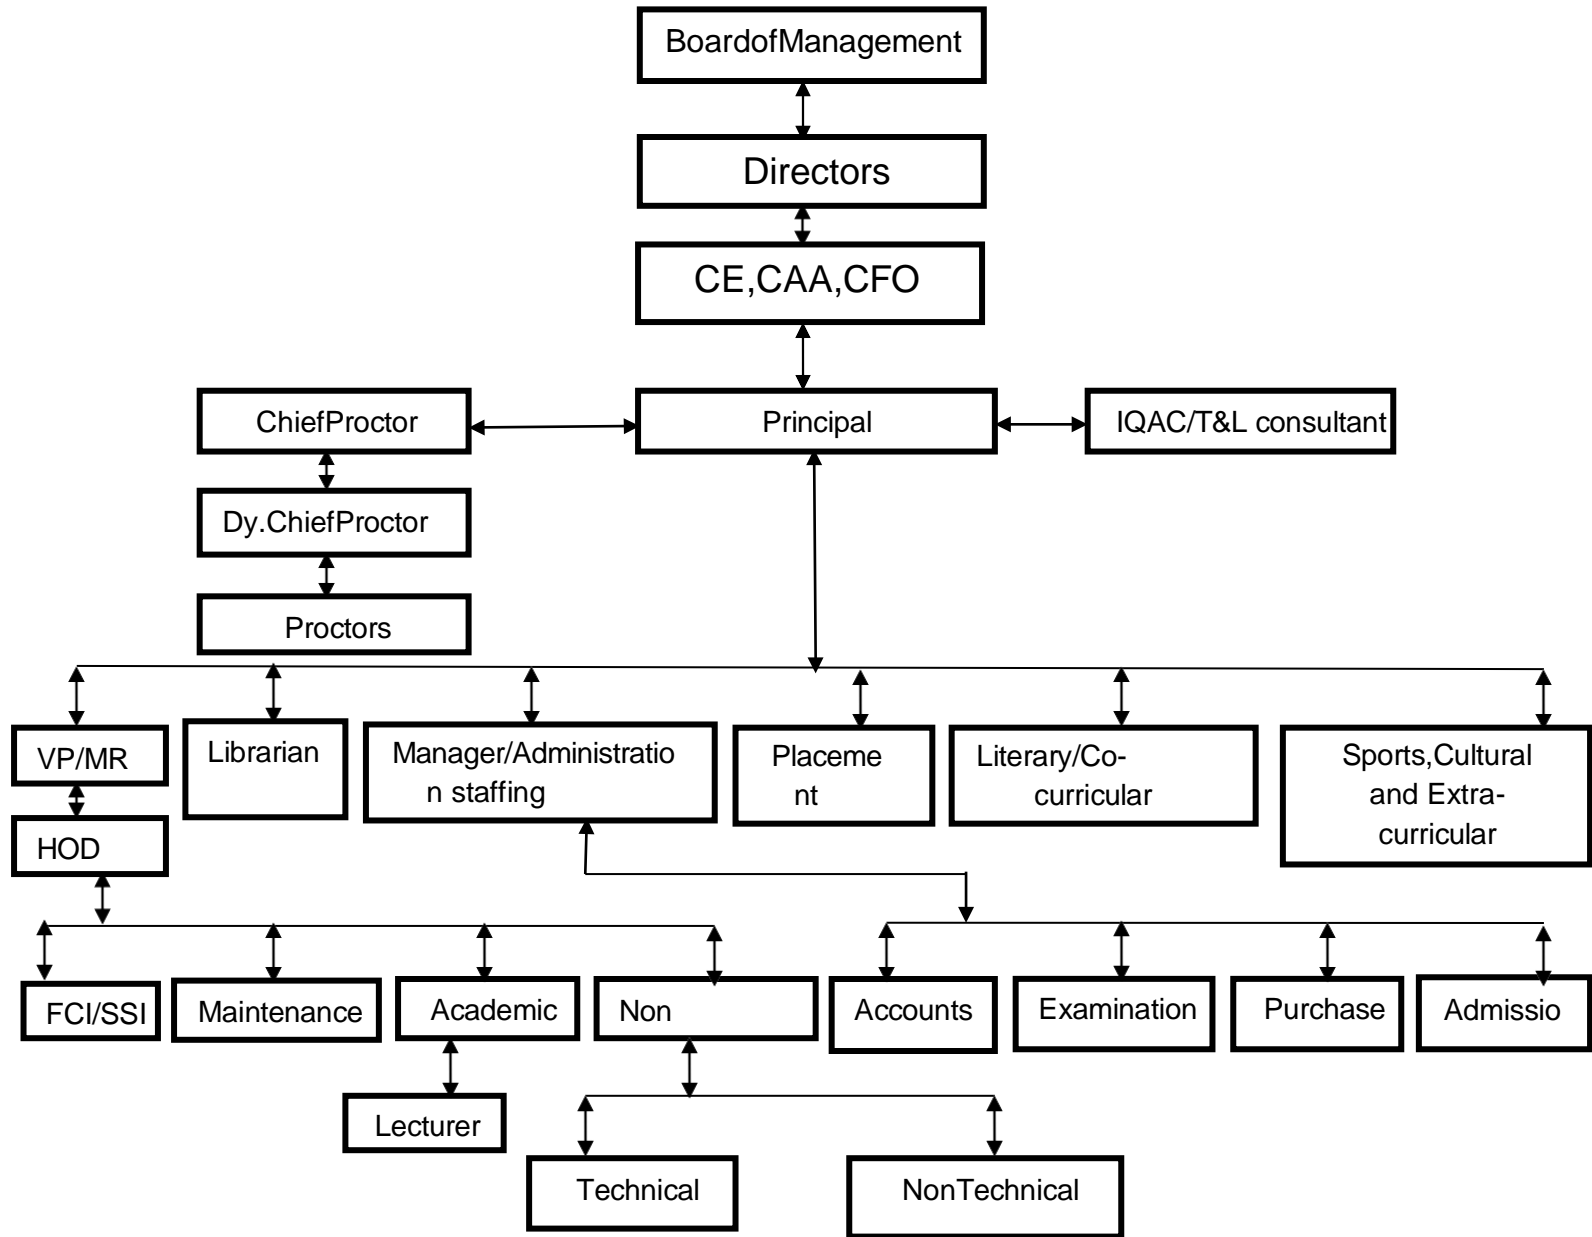 BoardofManagement
Directors
CE,CAA,CFO
ChiefProctor
Principal
IQAC/T&L consultant
Dy.ChiefProctor
Proctors
VP/MR
Librarian
Manager/Administratio
n staffing
Placeme
nt
Literary/Co-
curricular
Sports,Cultural
and Extra-
curricular
HOD
FCI/SSI
Maintenance
Academic
Non
Accounts
Examination
Purchase
Admissio
Lecturer
Technical
NonTechnical